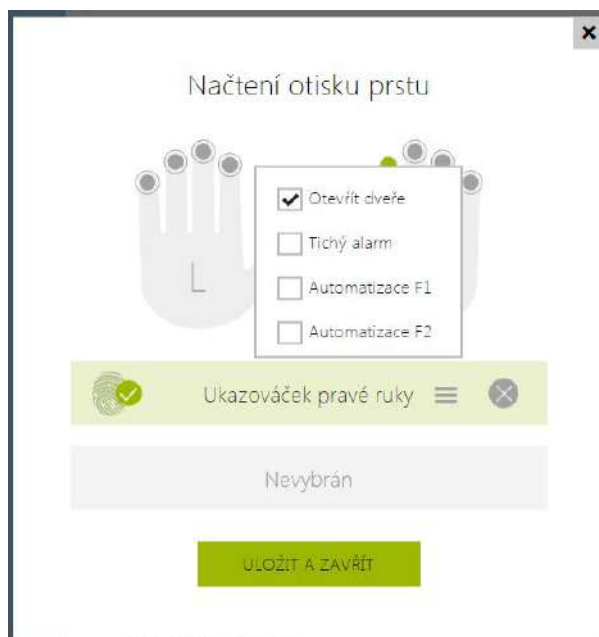 Načtení otisku prstu
L
Otevřít dveře
Tichý alarm
Automatizace F1
Automatizace F2
Ukazováček pravé ruky
Nevybrán
ULOŽIT A ZAVŘÍT